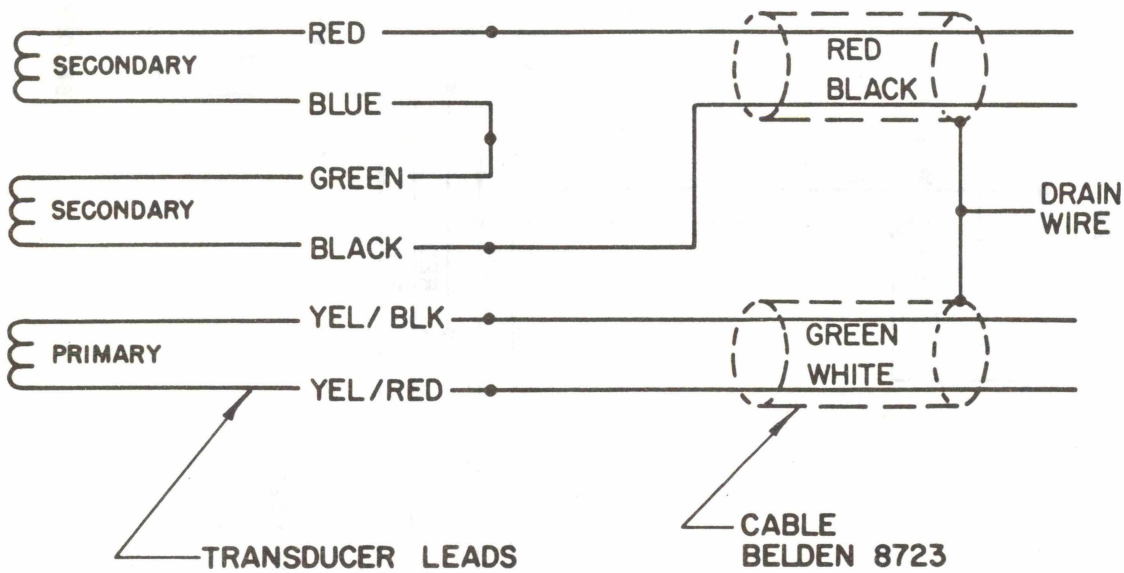 RED
SECONDARY
RED
BLUE
BLACK
GREEN
SECONDARY
DRAIN
WIRE
BLACK
YEL/ BLK
PRIMARY
GREEN
WHITE
YEL/RED
TRANSDUCER LEADS
CABLE
BELDEN 8723